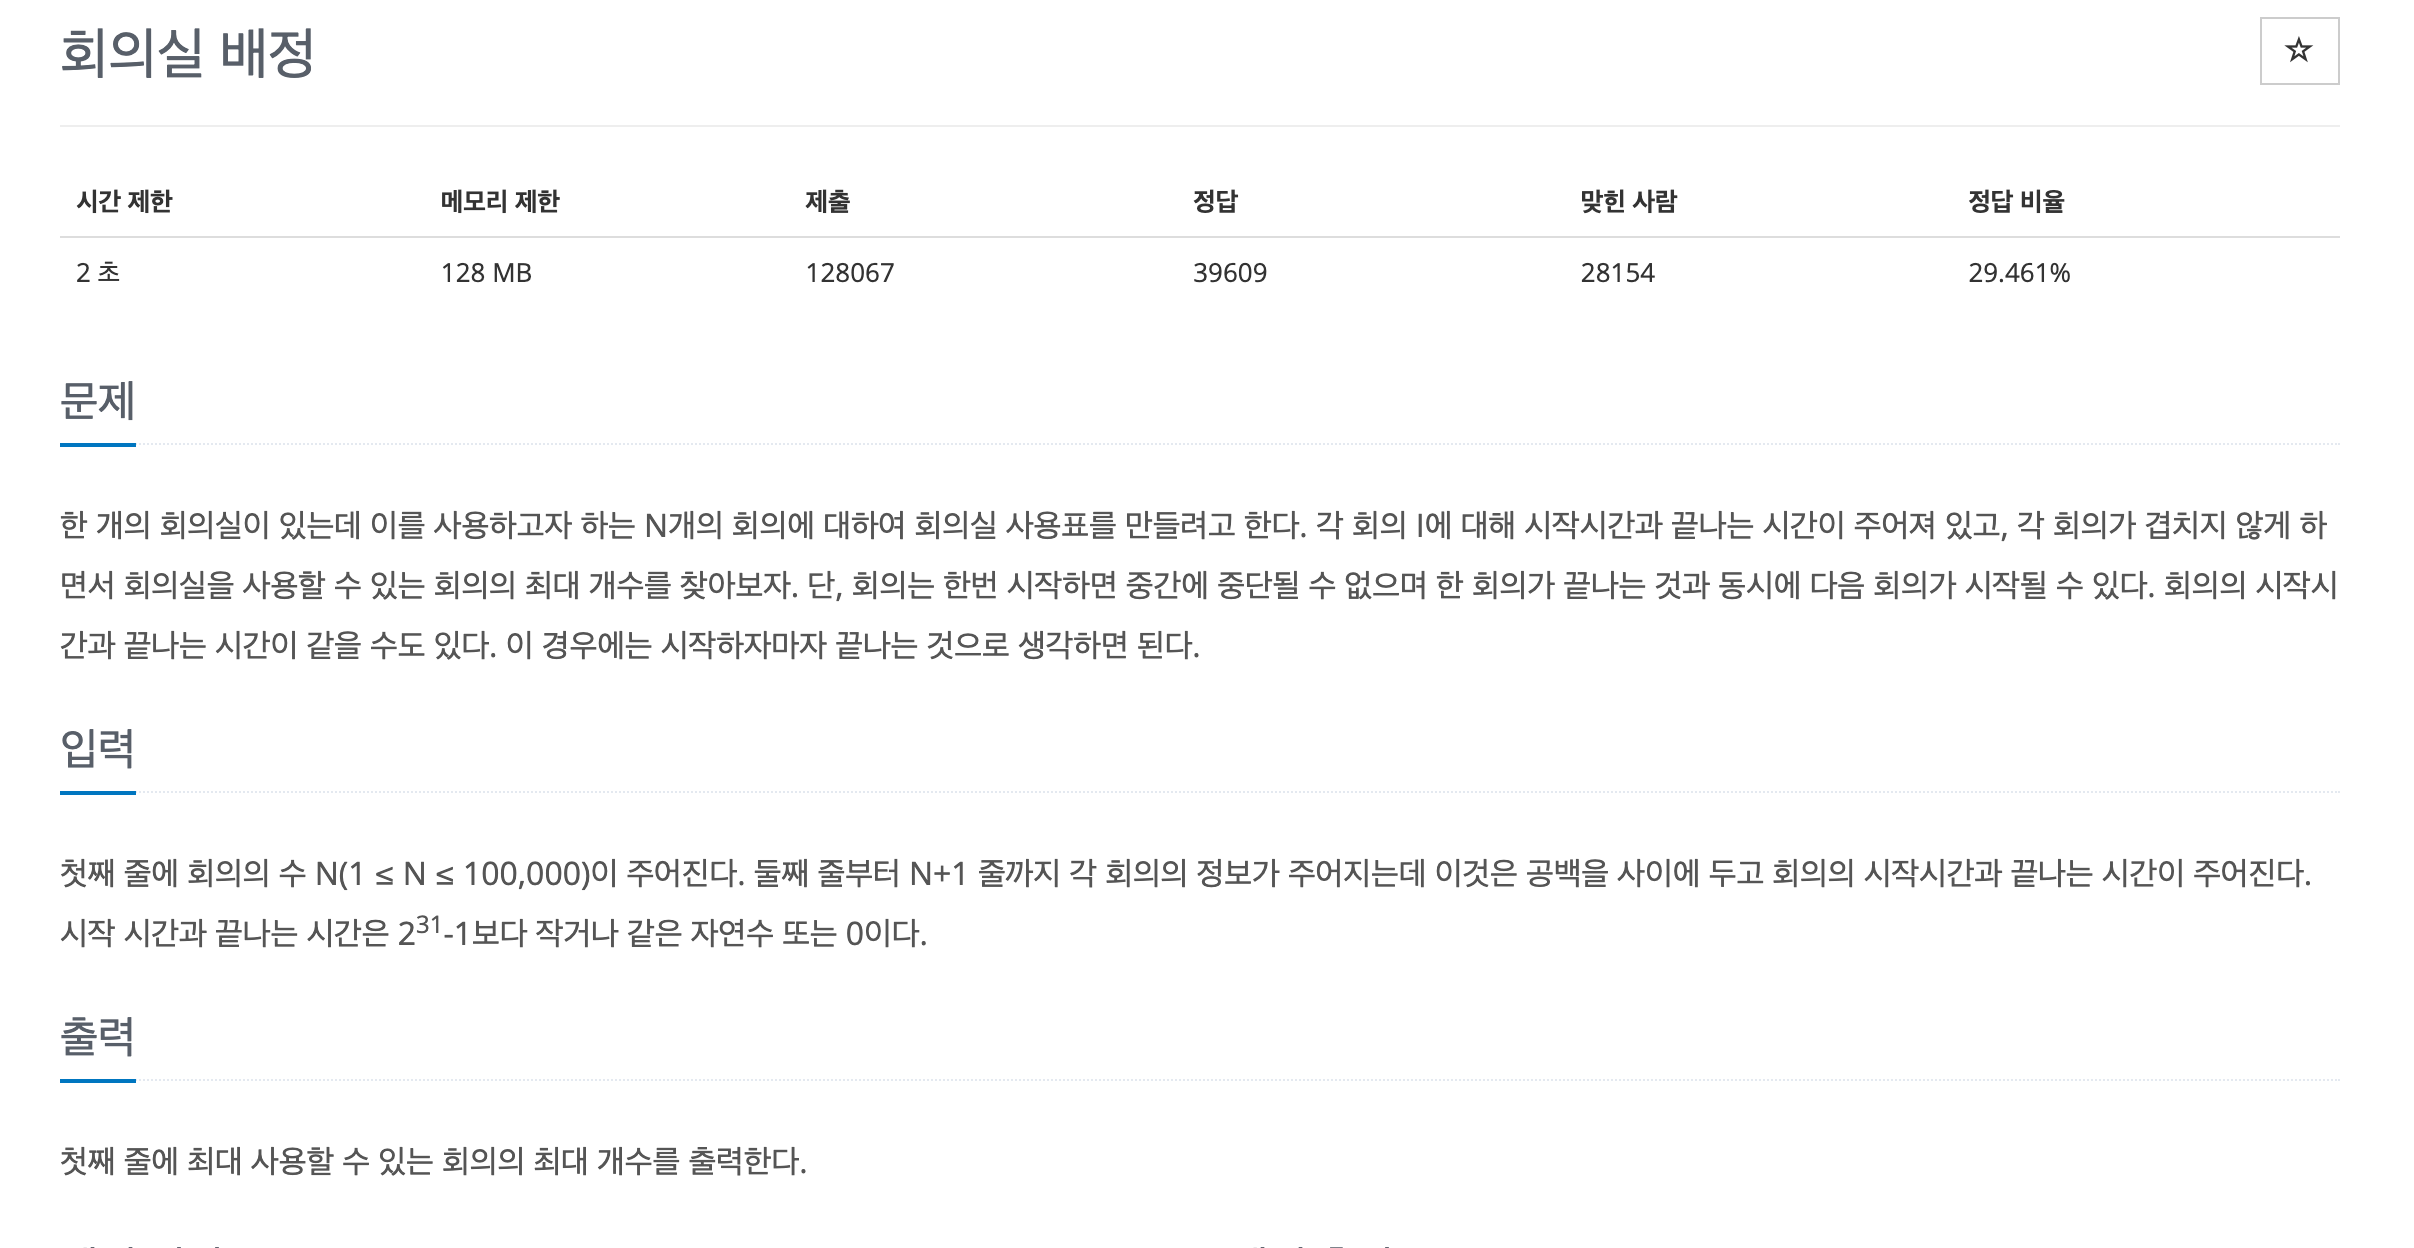 회의실 배정
☆
시간 제한 메모리 제한 제출 정답 맞힌 사람 정답 비율
2 초 128 MB 128067 39609 28154 29.461%
문제
한 개의 회의실이 있는데 이를 사용하고자 하는 N개의 회의에 대하여 회의실 사용표를 만들려고 한다. 각 회의 I에 대해 시작시간과 끝나는 시간이 주어져 있고, 각 회의가 겹치지 않게 하
면서 회의실을 사용할 수 있는 회의의 최대 개수를 찾아보자. 단, 회의는 한번 시작하면 중간에 중단될 수 없으며 한 회의가 끝나는 것과 동시에 다음 회의가 시작될 수 있다. 회의의 시작시
간과 끝나는 시간이 같을 수도 있다. 이 경우에는 시작하자마자 끝나는 것으로 생각하면 된다.
입력
첫째 줄에 회의의 수 N(1 ≤ N ≤ 100,000)이 주어진다. 둘째 줄부터 N+1 줄까지 각 회의의 정보가 주어지는데 이것은 공백을 사이에 두고 회의의 시작시간과 끝나는 시간이 주어진다.
시작 시간과 끝나는 시간은 2³¹-1보다 작거나 같은 자연수 또는 0이다.
출력
첫째 줄에 최대 사용할 수 있는 회의의 최대 개수를 출력한다.